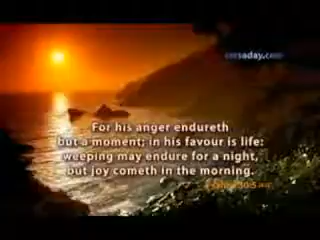 versaday.com
For his anger endureth
but a moment; in his favour is life:
weeping may endure for a night,
but joy cometh in the morning.